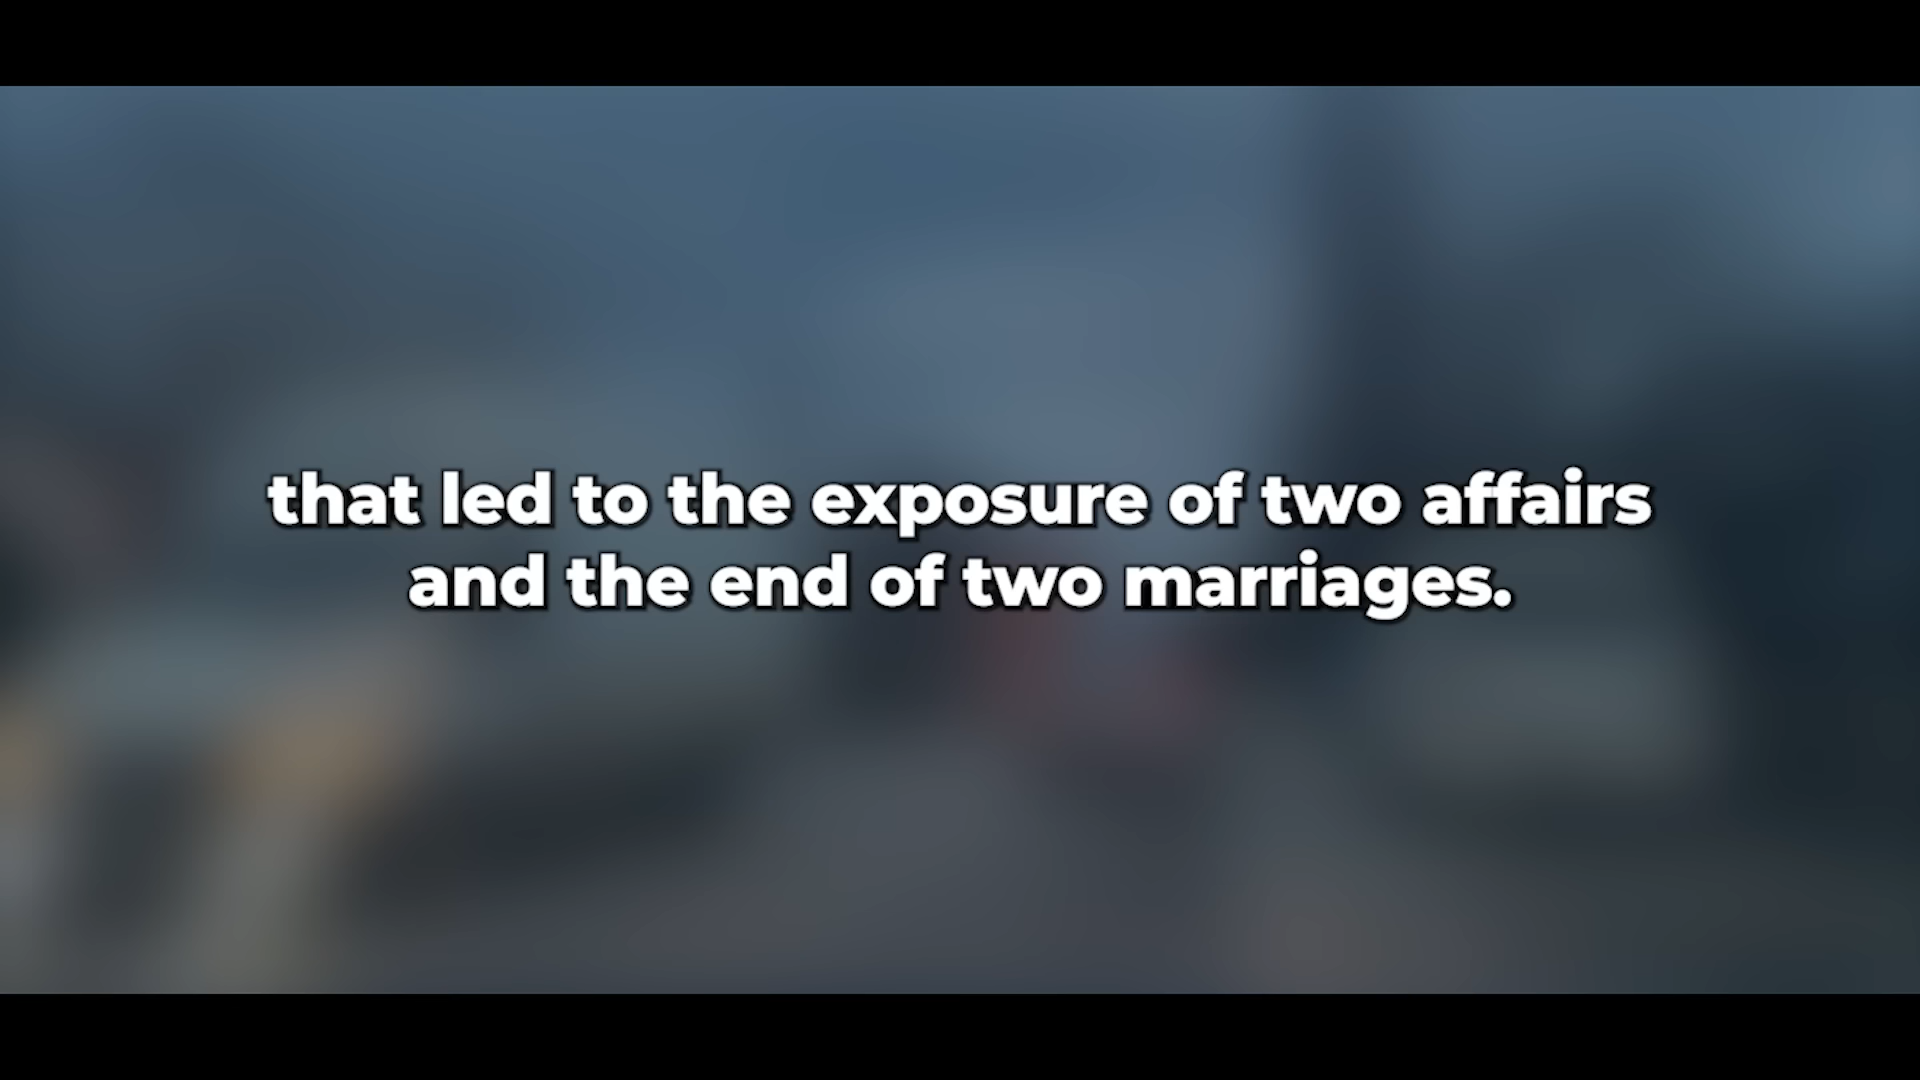 that led to the exposure of two affairs
and the end of two marriages.